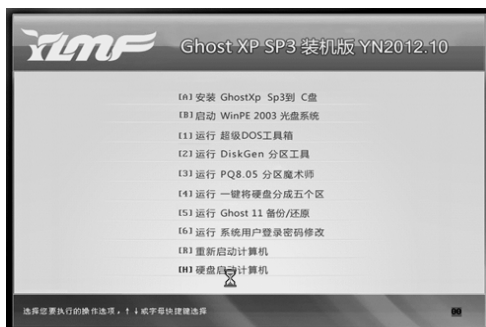 YLMF
Ghost XP SP3 装机版 YN2012.10
[A] 安装 GhostXp Sp3到 C盘
[B] 启动 WinPE 2003 光盘系统
[1] 运行 超级DOS工具箱
[2] 运行 DiskGen 分区工具
[3] 运行 PQ8.05 分区魔术师
[4] 运行 一键将硬盘分成五个区
[5] 运行 Ghost 11 备份/还原
[6] 运行 系统用户登录密码修改
[R] 重新启动计算机
[H] 硬盘启动计算机
选择您要执行的操作选项，↑↓或字母快捷键选择
00